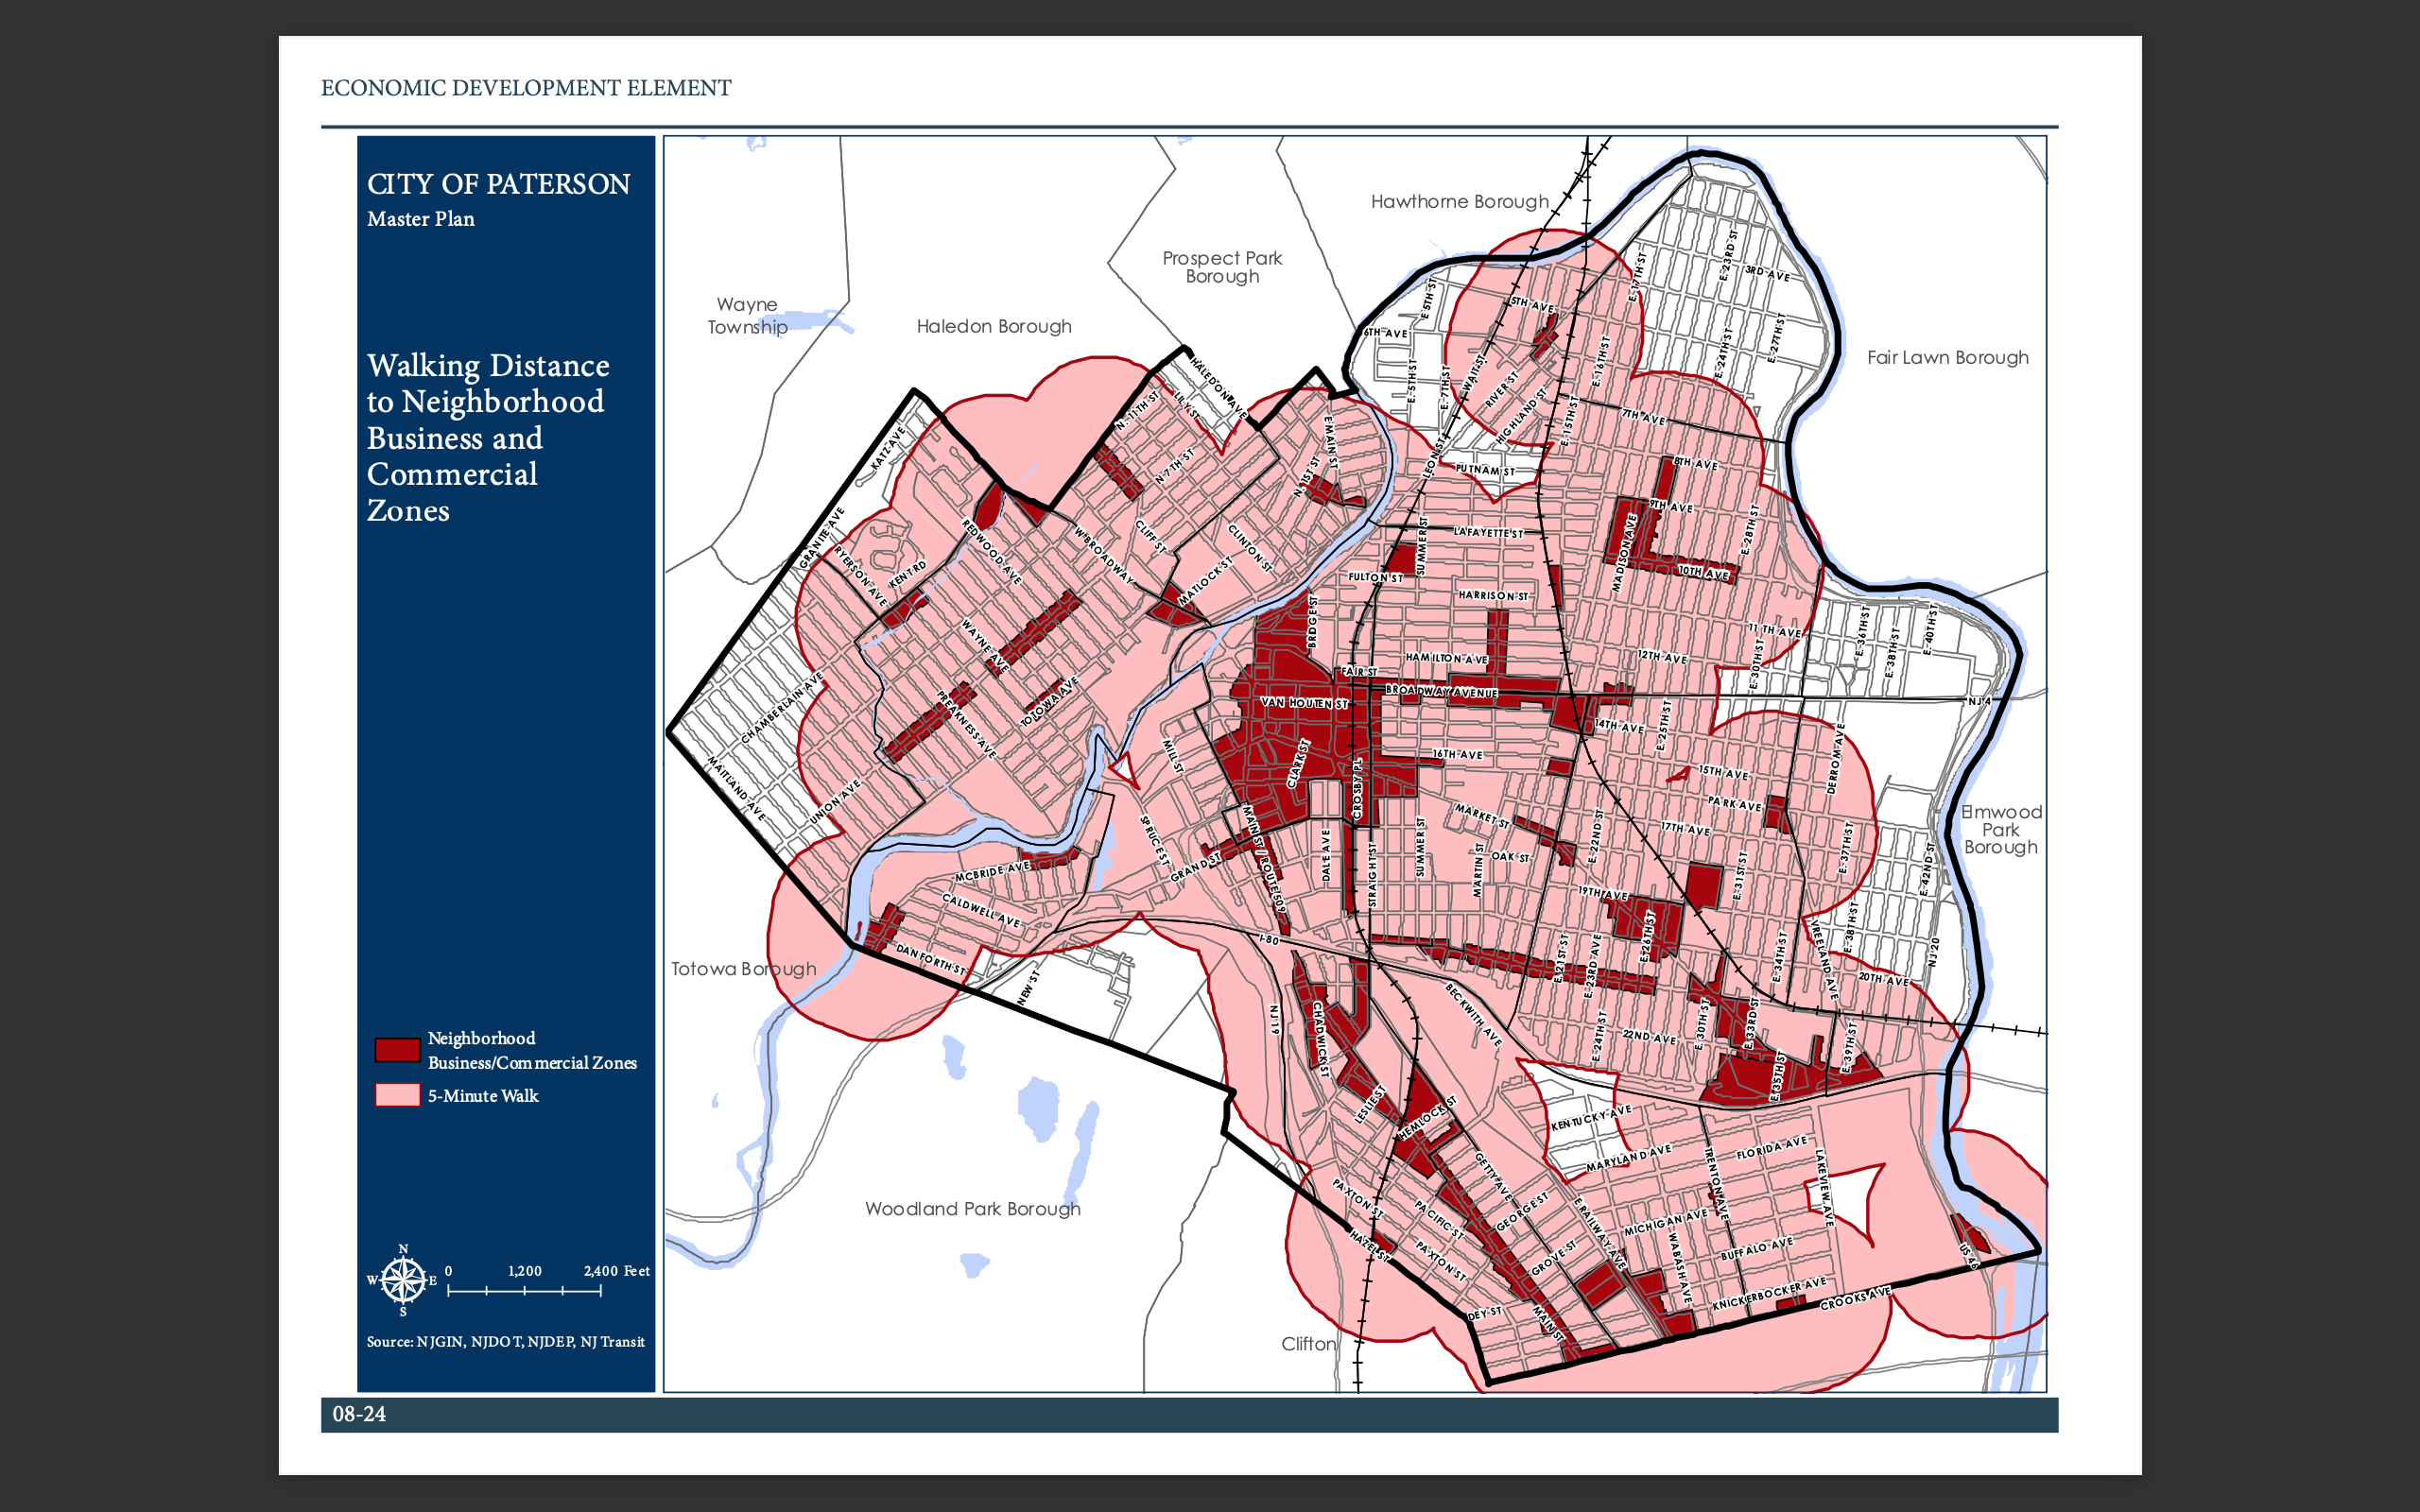 ECONOMIC DEVELOPMENT ELEMENT
CITY OF PATERSON
Master Plan
Walking Distance
to Neighborhood
Business and
Commercial
Zones
Neighborhood
Business/Commercial Zones
5-Minute Walk
N
W E
S
0 1,200 2,400 Feet
Source: NJGIN, NJDOT, NJDEP, NJ Transit
Hawthorne Borough
Prospect Park
Borough
Wayne
Township
Haledon Borough
Fair Lawn Borough
Elmwood
Park
Borough
Totowa Borough
Woodland Park Borough
Clifton
E. 23RD ST
3RD AVE
E. 17TH ST
E 5TH ST
5TH AVE
6TH AVE
E. 27TH ST
E. 24TH ST
E. 16TH ST
E. 5TH ST
E. 7TH ST
WAIT ST
RIVER ST
HIGHLAND ST
E. 15TH ST
7TH AVE
HALEDON AVE
LILY ST
N. 11TH ST
N 7TH ST
E MAIN ST
N. 1ST ST
LEON ST
PUTNAM ST
8TH AVE
9TH AVE
KATZ AVE
GRANITE AVE
RYERSON AVE
KENT RD
REDWOOD AVE
W BROADWAY
CLIFF ST
CLINTON ST
MATLOCK ST
LAFAYETTE ST
SUMMER ST
FULTON ST
HARRISON ST
MADISON AVE
E. 28TH ST
10TH AVE
BRIDGE ST
11 TH AVE
E. 36TH ST
E. 38TH ST
E. 40TH ST
E. 30TH ST
12TH AVE
HAMILTON AVE
FAIR ST
BROADWAY AVENUE
NJ 4
VAN HOUTEN ST
14TH AVE
E. 25TH ST
WAYNE AVE
TOTOWA AVE
PREAKNESS AVE
CHAMBERLAIN AVE
MAITLAND AVE
UNION AVE
MILL ST
CLARK ST
CROSBY PL
16TH AVE
15TH AVE
DERROM AVE
PARK AVE
17TH AVE
MARKET ST
E. 22ND ST
MAIN ST / ROUTE 509
SPRUCE ST
GRAND ST
DALE AVE
STRAIGHT ST
SUMMER ST
MARTIN ST
OAK ST
19TH AVE
E. 31ST ST
E. 37TH ST
E. 42ND ST
MCBRIDE AVE
CALDWELL AVE
DANFORTH ST
NEW ST
I-80
E. 21ST ST
E. 23RD AVE
E. 26TH ST
E. 34TH ST
VREELAND AVE
E. 38TH ST
NJ 20
20TH AVE
NJ 19
CHADWICK ST
BECKWITH AVE
E. 24TH ST
22ND AVE
E. 30TH ST
E. 33RD ST
E. 35TH ST
E. 39TH ST
LESLIE ST
HEMLOCK ST
KENTUCKY AVE
MARYLAND AVE
TRENTON AVE
FLORIDA AVE
LAKEVIEW AVE
GETTY AVE
GEORGE ST
PAXTON ST
PACIFIC ST
E RAILWAY AVE
MICHIGAN AVE
WABASH AVE
BUFFALO AVE
HAZEL ST
PAXTON ST
GROVE ST
US 46
KNICKERBOCKER AVE
CROOKS AVE
DEY ST
MAIN ST
08-24